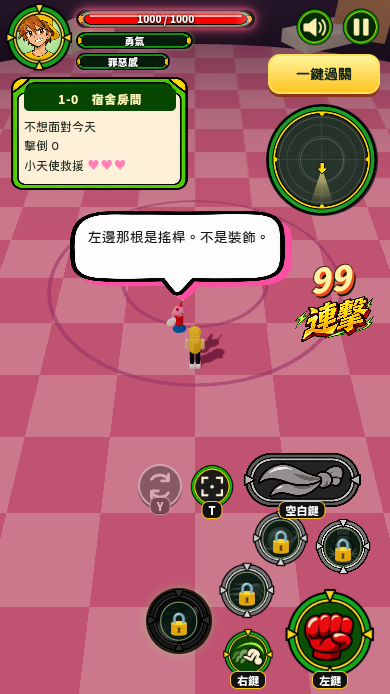 1000 / 1000
勇氣
罪惡感
一鍵過關
1-0 宿舍房間
不想面對今天
擊倒 0
小天使救援 ♥♥♥
左邊那根是搖桿。不是裝飾。
99
連擊
Y
T
空白鍵
右鍵
左鍵